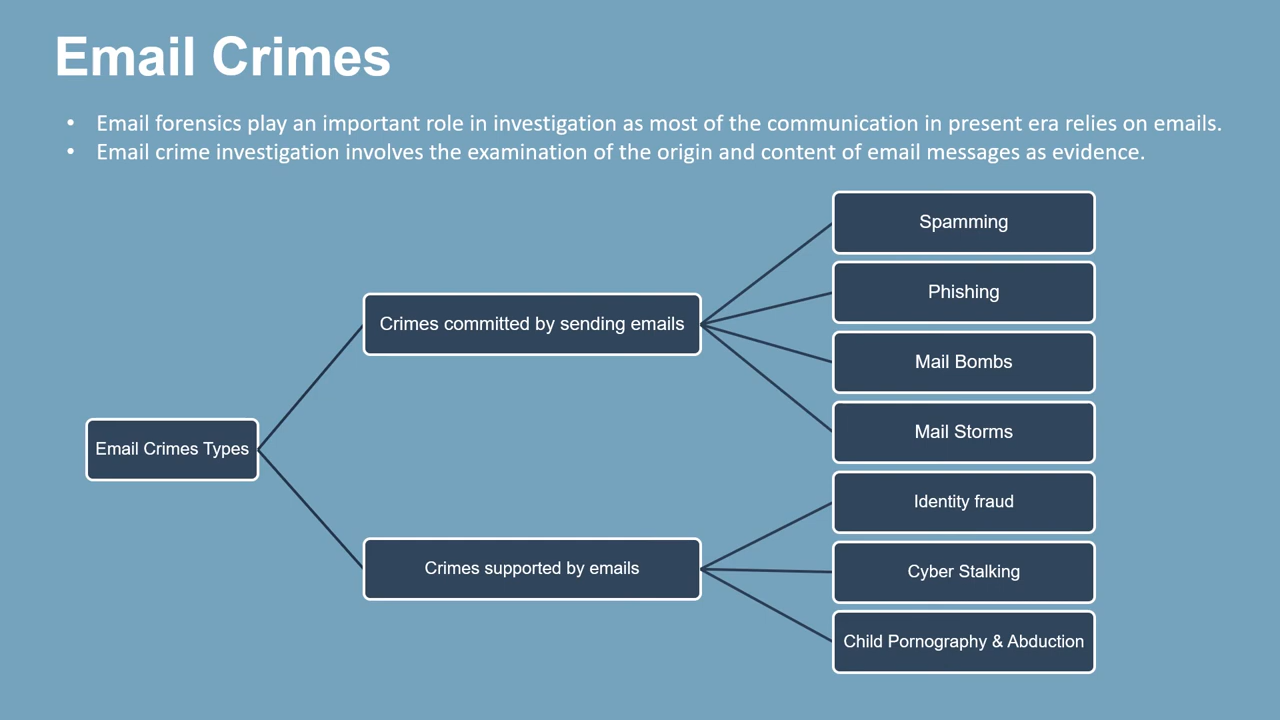 Email Crimes
• Email forensics play an important role in investigation as most of the communication in present era relies on emails.
• Email crime investigation involves the examination of the origin and content of email messages as evidence.
Email Crimes Types
Crimes committed by sending emails
Spamming
Phishing
Mail Bombs
Mail Storms
Crimes supported by emails
Identity fraud
Cyber Stalking
Child Pornography & Abduction